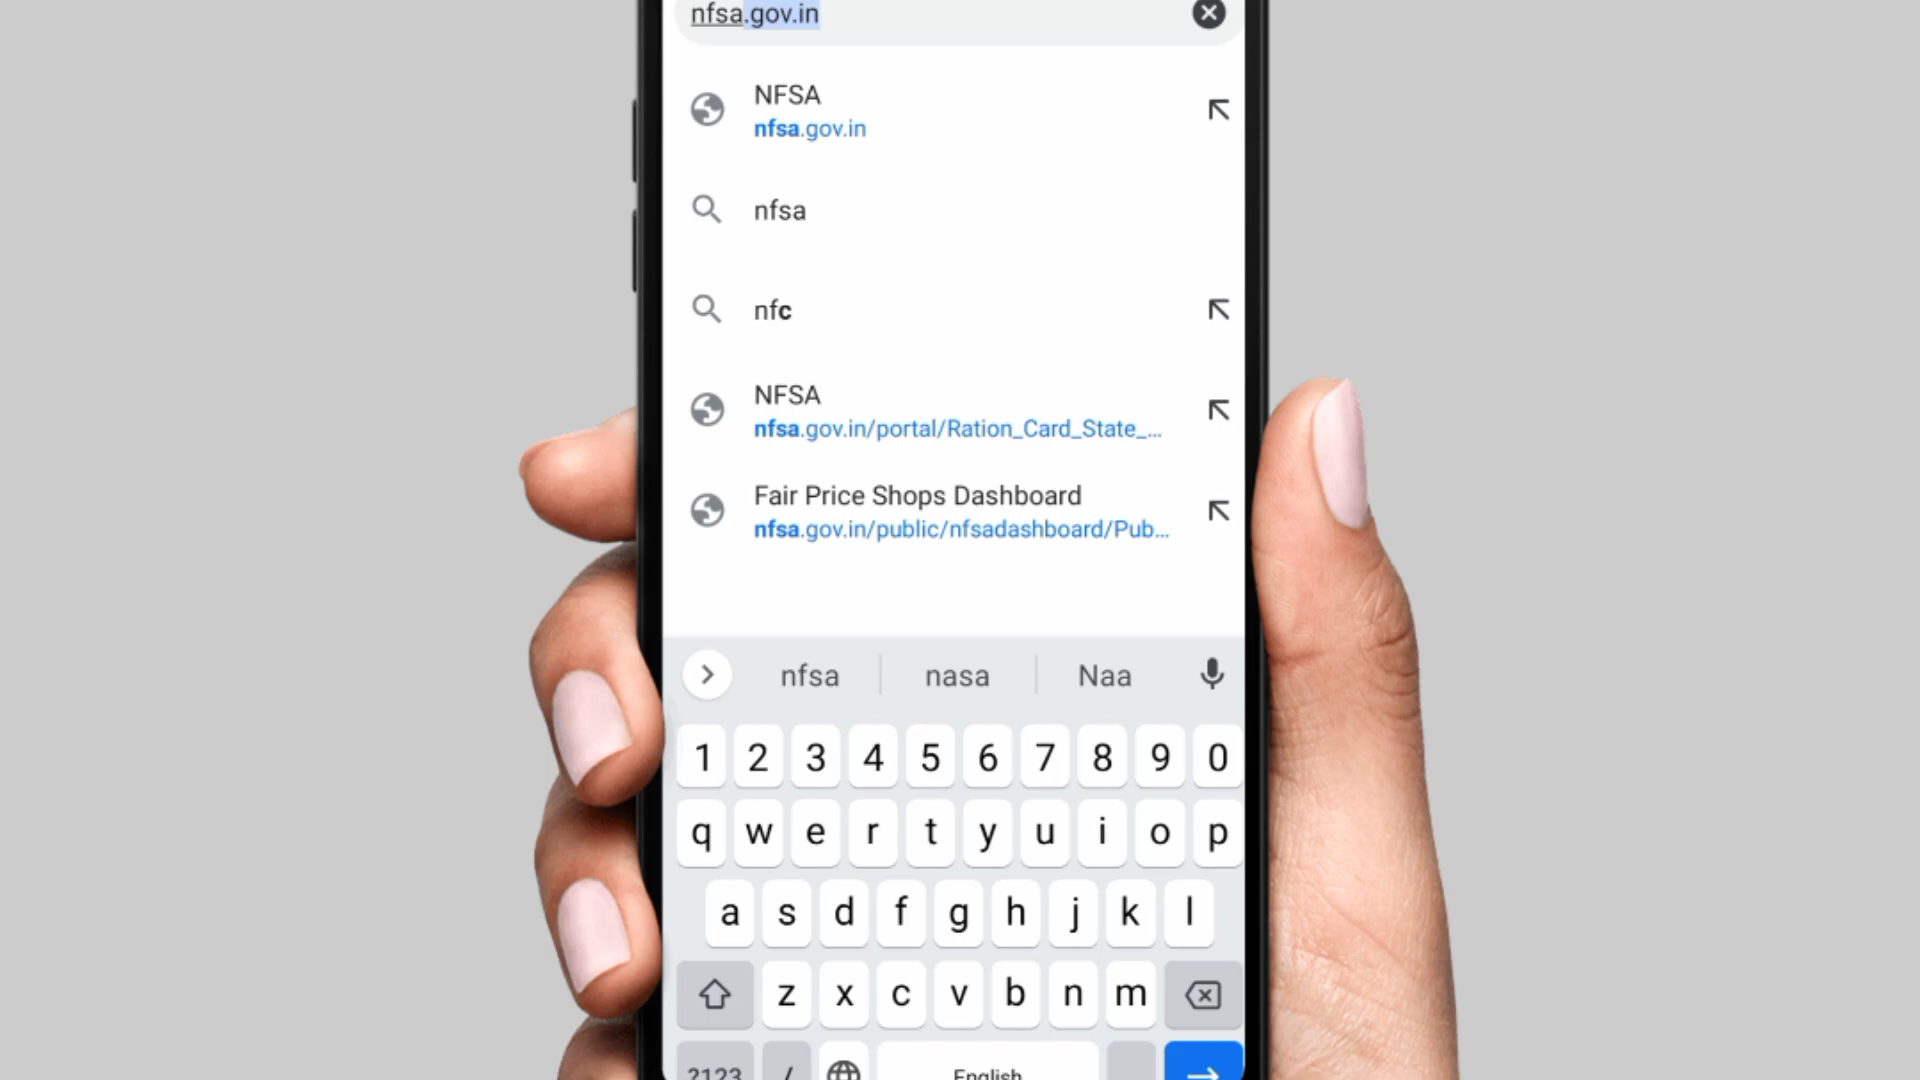 nfsa.gov.in
NFSA
nfsa.gov.in
nfsa
nfc
NFSA
nfsa.gov.in/portal/Ration_Card_State_...
Fair Price Shops Dashboard
nfsa.gov.in/public/nfsadashboard/Pub...
nfsa nasa Naa
1 2 3 4 5 6 7 8 9 0
q w e r t y u i o p
a s d f g h j k l
z x c v b n m
?123 / English